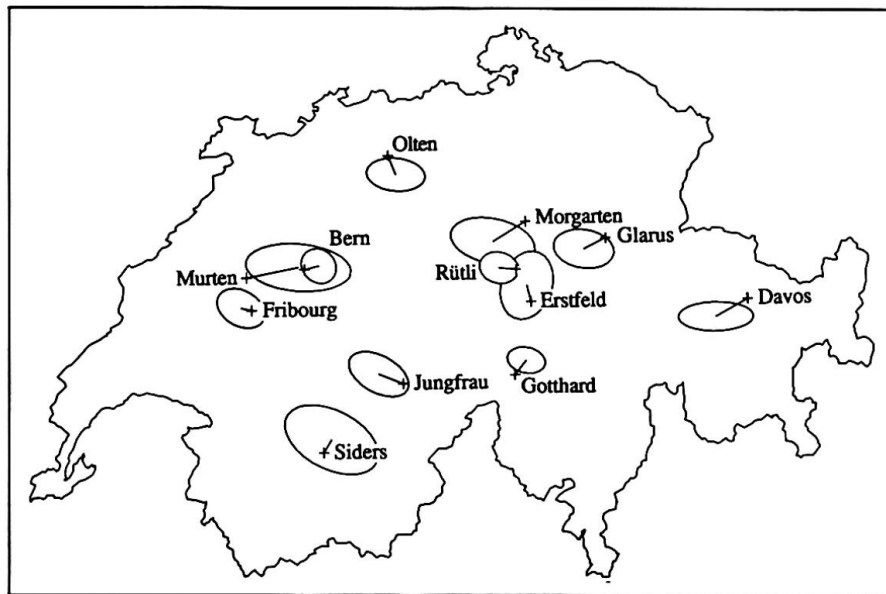 Olten
Morgarten
Bern
Glarus
Murten
Rütli
Fribourg
Erstfeld
Davos
Jungfrau
Gotthard
Siders